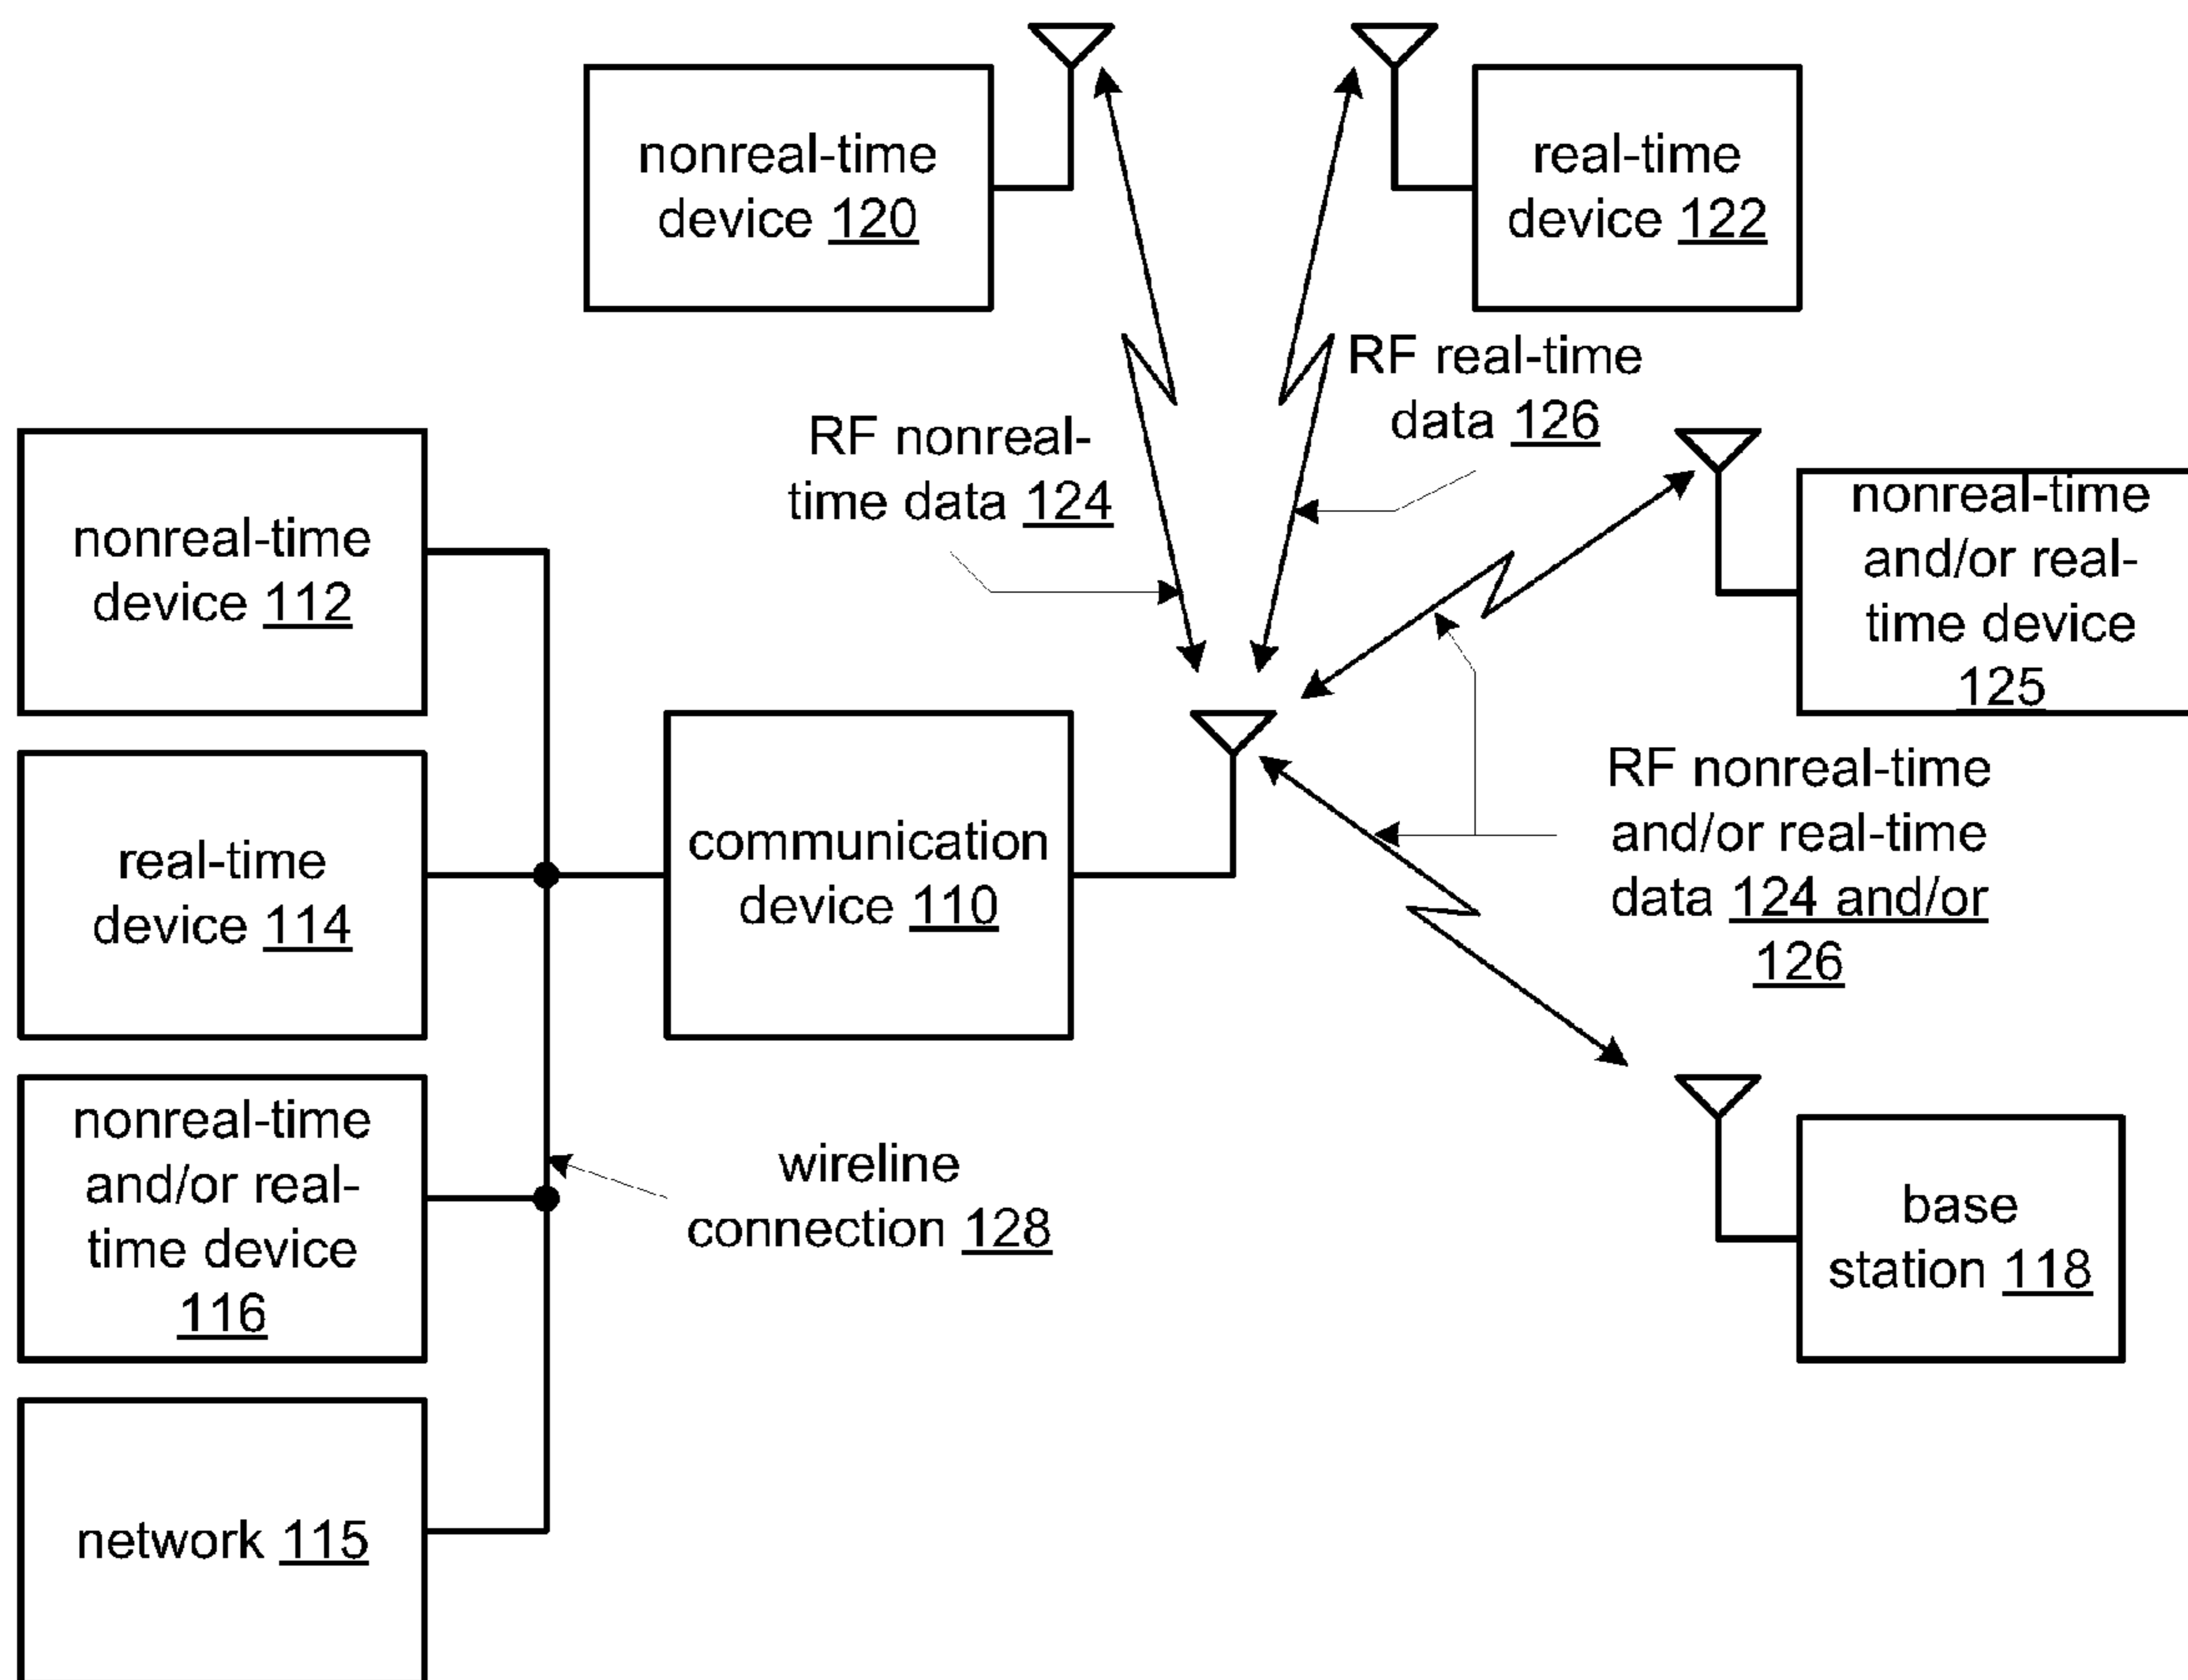 nonreal-time
device 120
real-time
device 122
RF real-time
data 126
RF nonreal-
time data 124
nonreal-time
device 112
nonreal-time
and/or real-
time device
125
real-time
device 114
communication
device 110
RF nonreal-time
and/or real-time
data 124 and/or
126
nonreal-time
and/or real-
time device
116
wireline
connection 128
base
station 118
network 115